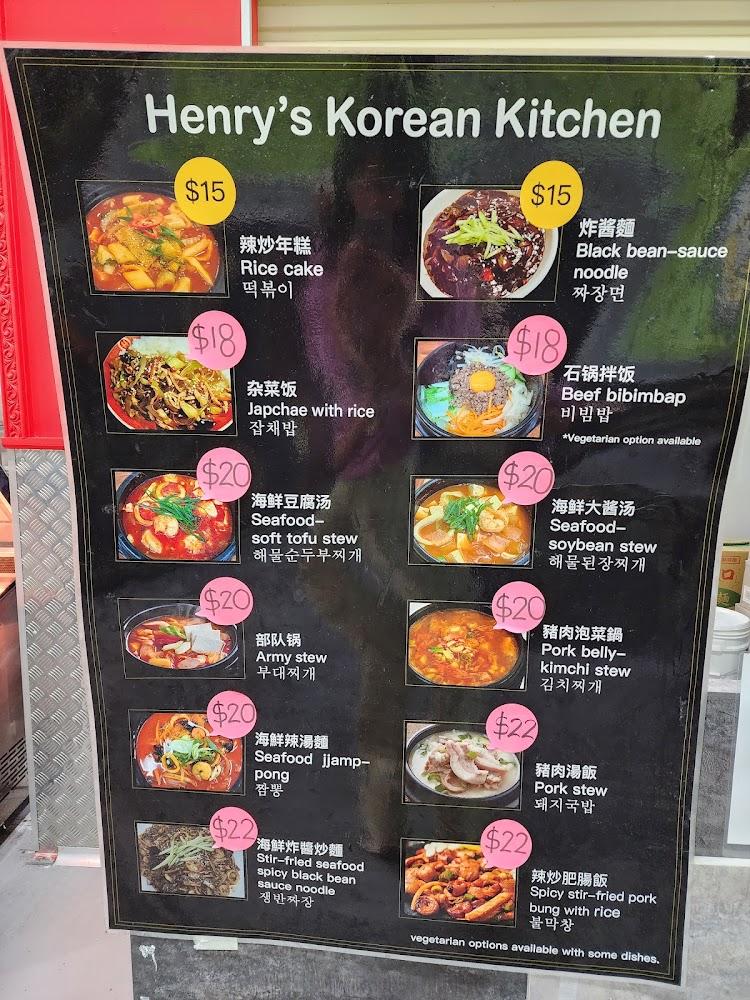 Henry's Korean Kitchen
$15
辣炒年糕
Rice cake
떡볶이
$15
炸酱麵
Black bean-sauce
noodle
짜장면
$18
杂菜饭
Japchae with rice
잡채밥
$18
石锅拌饭
Beef bibimbap
비빔밥
*Vegetarian option available
$20
海鲜豆腐汤
Seafood-
soft tofu stew
해물순두부찌개
$20
海鲜大酱汤
Seafood-
soybean stew
해물된장찌개
$20
部队锅
Army stew
부대찌개
$20
豬肉泡菜鍋
Pork belly-
kimchi stew
김치찌개
$20
海鮮辣湯麵
Seafood jjamp-
pong
짬뽕
$22
豬肉湯飯
Pork stew
돼지국밥
$22
海鮮炸醬炒麵
Stir-fried seafood
spicy black bean
sauce noodle
쟁반짜장
$22
辣炒肥腸飯
Spicy stir-fried pork
bung with rice
불막창
vegetarian options available with some dishes.